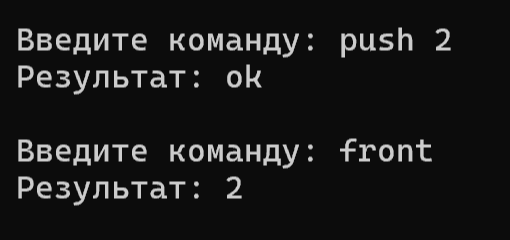 Введите команду: push 2
Результат: ok
Введите команду: front
Результат: 2